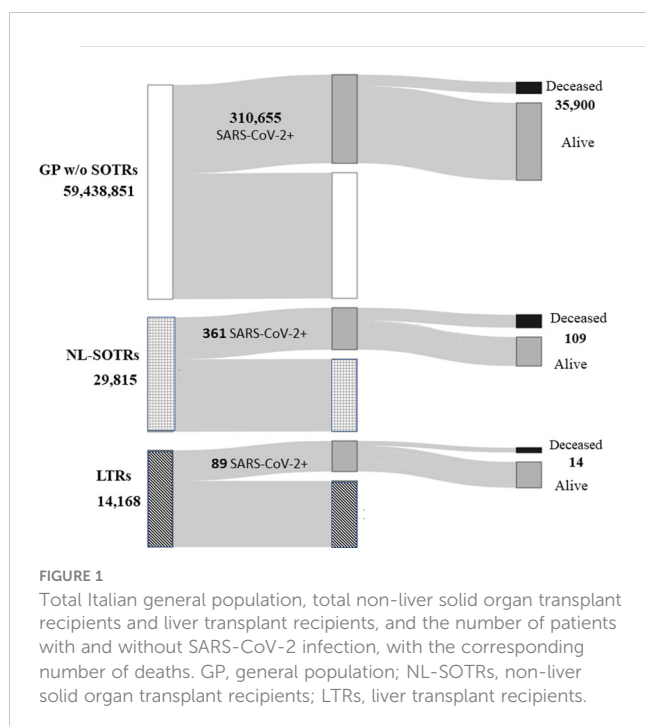 310,655
SARS-CoV-2+
GP w/o SOTRs
59,438,851
Deceased
35,900
Alive
NL-SOTRs
29,815
361 SARS-CoV-2+
Deceased
109
Alive
LTRs
14,168
89 SARS-CoV-2+
Deceased
14
Alive
FIGURE 1
Total Italian general population, total non-liver solid organ transplant
recipients and liver transplant recipients, and the number of patients
with and without SARS-CoV-2 infection, with the corresponding
number of deaths. GP, general population; NL-SOTRs, non-liver
solid organ transplant recipients; LTRs, liver transplant recipients.